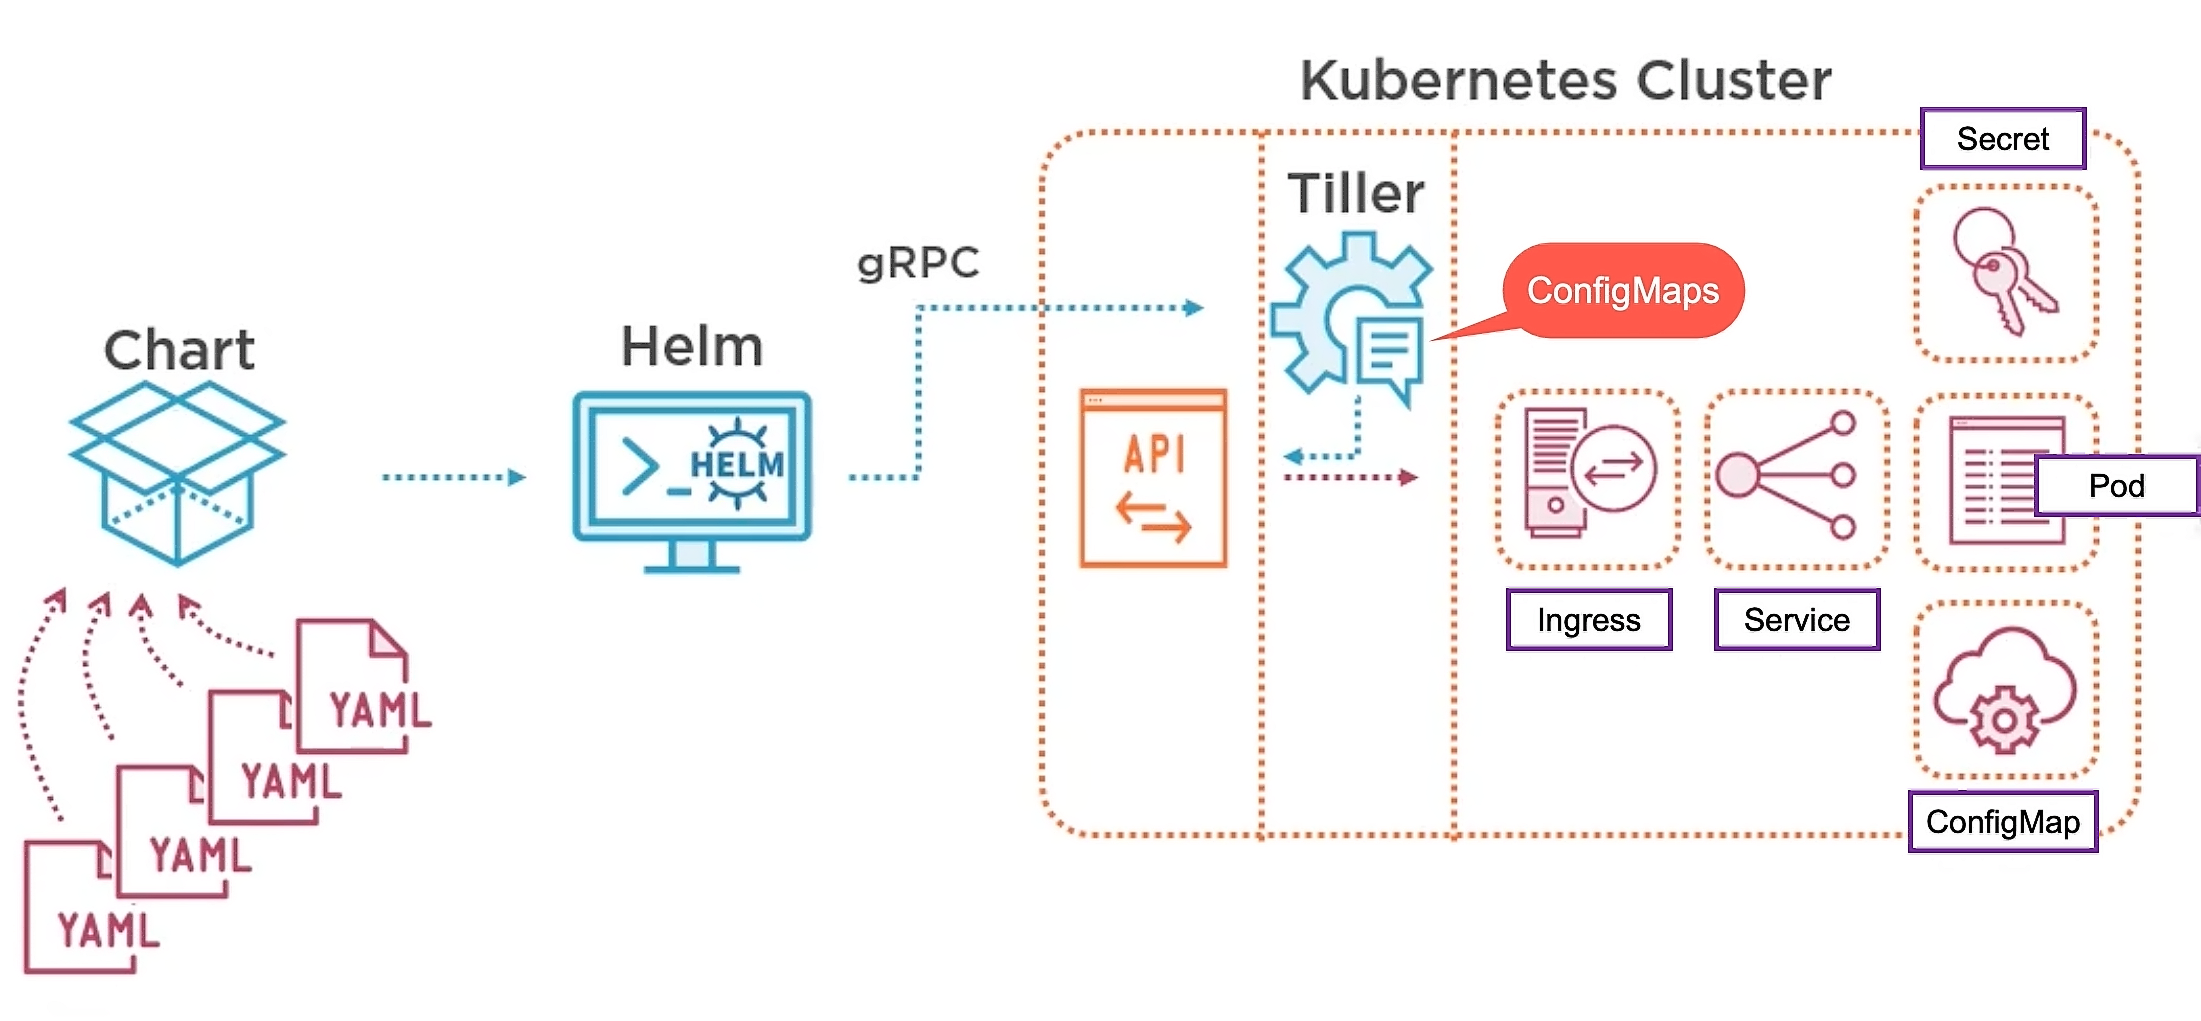 Kubernetes Cluster
Secret
Tiller
gRPC
ConfigMaps
Chart
Helm
HELM
API
Pod
Ingress
Service
YAML
YAML
YAML
YAML
ConfigMap